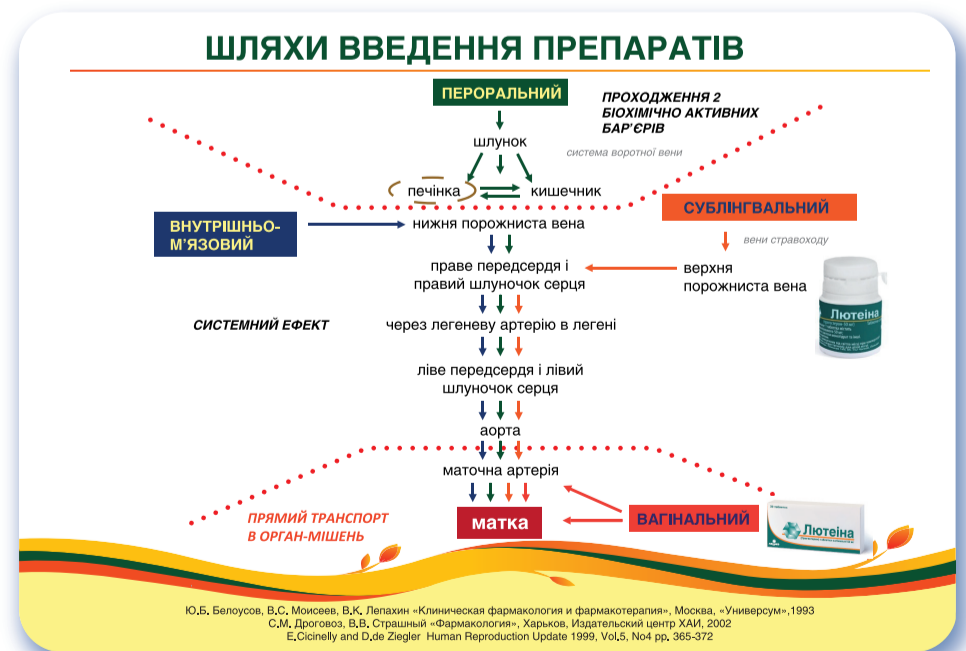 ШЛЯХИ ВВЕДЕННЯ ПРЕПАРАТІВ
ПЕРОРАЛЬНИЙ
ПРОХОДЖЕННЯ 2
БІОХІМІЧНО АКТИВНИХ
БАР'ЄРІВ
шлунок
система воротної вени
печінка
кишечник
СУБЛІНГВАЛЬНИЙ
ВНУТРІШНЬО-
М'ЯЗОВИЙ
нижня порожниста вена
вени стравоходу
праве передсердя і
правий шлуночок серця
верхня
порожниста вена
Лютеїна
СИСТЕМНИЙ ЕФЕКТ
через легеневу артерію в легені
ліве передсердя і лівий
шлуночок серця
аорта
маточна артерія
ПРЯМИЙ ТРАНСПОРТ
В ОРГАН-МІШЕНЬ
матка
ВАГІНАЛЬНИЙ
Лютеїна
Ю.Б. Белоусов, В.С. Моисеев, В.К. Лепахин «Клиническая фармакология и фармакотерапия», Москва, «Универсум»,1993
С.М. Дроговоз, В.В. Страшный «Фармакология», Харьков, Издательский центр ХАИ, 2002
E.Cicinelly and D.de Ziegler Human Reproduction Update 1999, Vol.5, No4 pp. 365-372